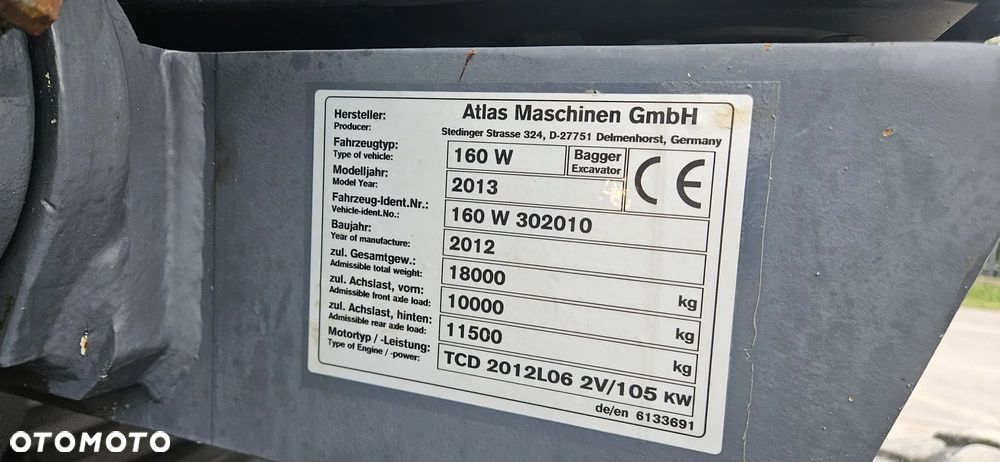 Hersteller: Atlas Maschinen GmbH
Producer: Stedinger Strasse 324, D-27751 Delmenhorst, Germany
Fahrzeugtyp: 160 W Bagger CE
Type of vehicle: Excavator
Modelljahr: 2013
Model Year:
Fahrzeug-Ident.Nr.: 160 W 302010
Vehicle-ident.No.:
Baujahr: 2012
Year of manufacture:
zul. Gesamtgew.: 18000 kg
Admissible total weight:
zul. Achslast, vorn: 10000 kg
Admissible front axle load:
zul. Achslast, hinten: 11500 kg
Admissible rear axle load:
Motortyp / -Leistung: TCD 2012L06 2V/105 KW
Type of Engine / -power:
de/en 6133691
OTOMOTO